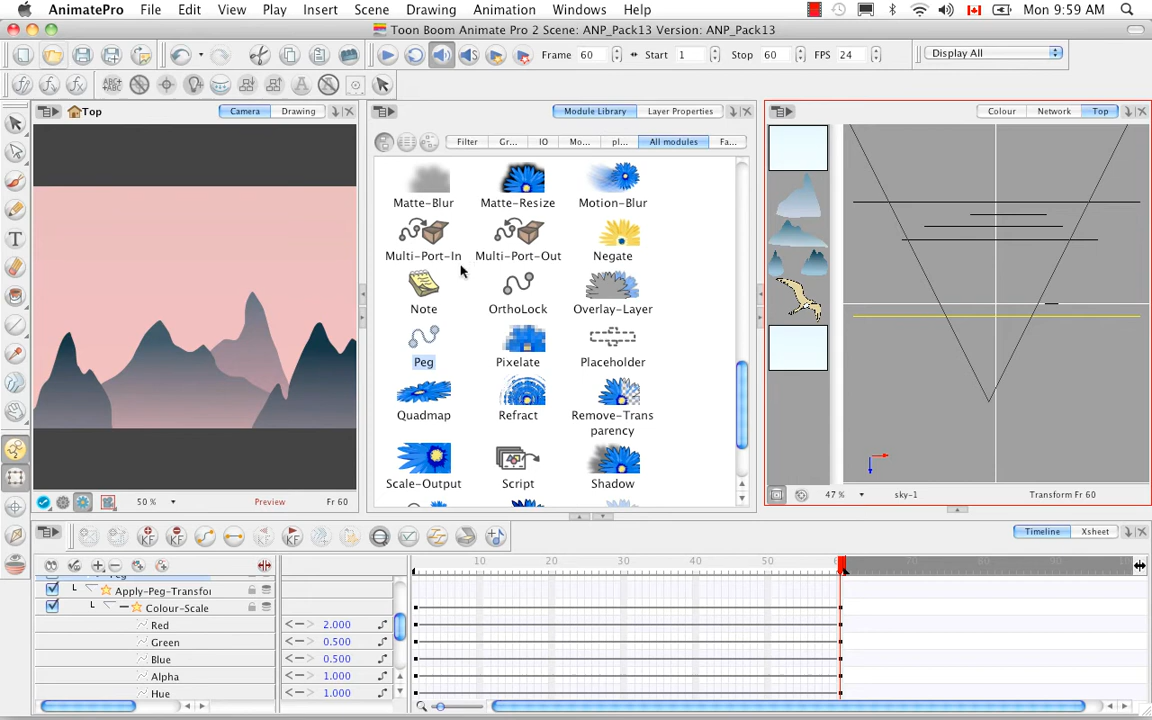 AnimatePro File Edit View Play Insert Scene Drawing Animation Windows Help Mon 9:59 AM
Toon Boom Animate Pro 2 Scene: ANP_Pack13 Version: ANP_Pack13
Frame 60 Start 1 Stop 60 FPS 24 Display All
Top Camera Drawing Module Library Layer Properties Colour Network Top
Filter Gr... IO Mo... pl... All modules Fa...
Matte-Blur Matte-Resize Motion-Blur
Multi-Port-In Multi-Port-Out Negate
Note OrthoLock Overlay-Layer
Peg Pixelate Placeholder
Quadmap Refract Remove-Trans
parency
Scale-Output Script Shadow
50 % Preview Fr 60 47 % sky-1 Transform Fr 60
Timeline Xsheet
10 20 30 40 50
Apply-Peg-Transfo
Colour-Scale
Red 2.000
Green 0.500
Blue 0.500
Alpha 1.000
Hue 1.000